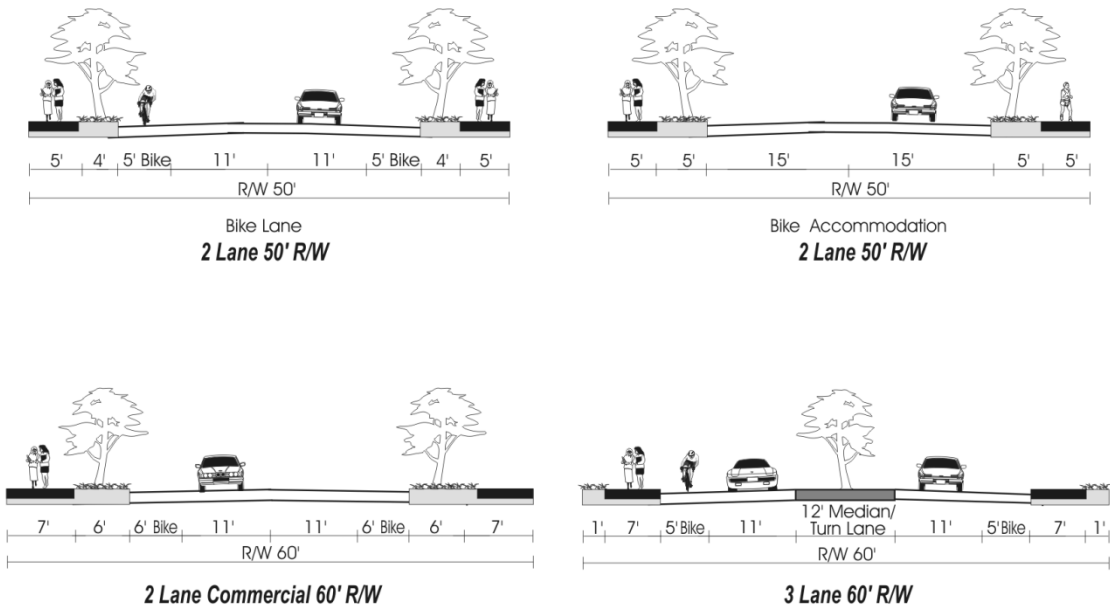 5' 4' 5' Bike 11' 11' 5' Bike 4' 5'
R/W 50'
Bike Lane
2 Lane 50' R/W
5' 5' 15' 15' 5' 5'
R/W 50'
Bike Accommodation
2 Lane 50' R/W
7' 6' 6' Bike 11' 11' 6' Bike 6' 7'
R/W 60'
2 Lane Commercial 60' R/W
12' Median/
1' 7' 5' Bike 11' Turn Lane 11' 5' Bike 7' 1'
R/W 60'
3 Lane 60' R/W